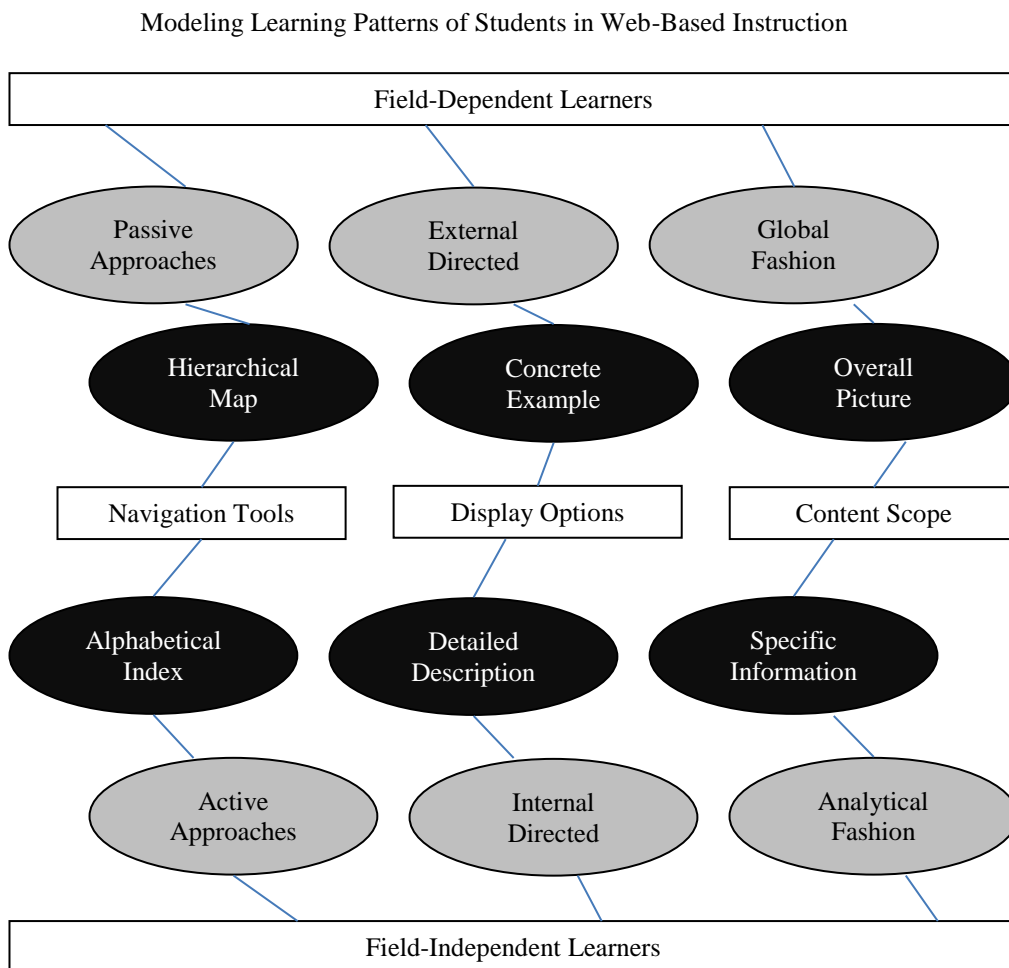 Modeling Learning Patterns of Students in Web-Based Instruction
Field-Dependent Learners
Passive
Approaches
External
Directed
Global
Fashion
Hierarchical
Map
Concrete
Example
Overall
Picture
Navigation Tools
Display Options
Content Scope
Alphabetical
Index
Detailed
Description
Specific
Information
Active
Approaches
Internal
Directed
Analytical
Fashion
Field-Independent Learners